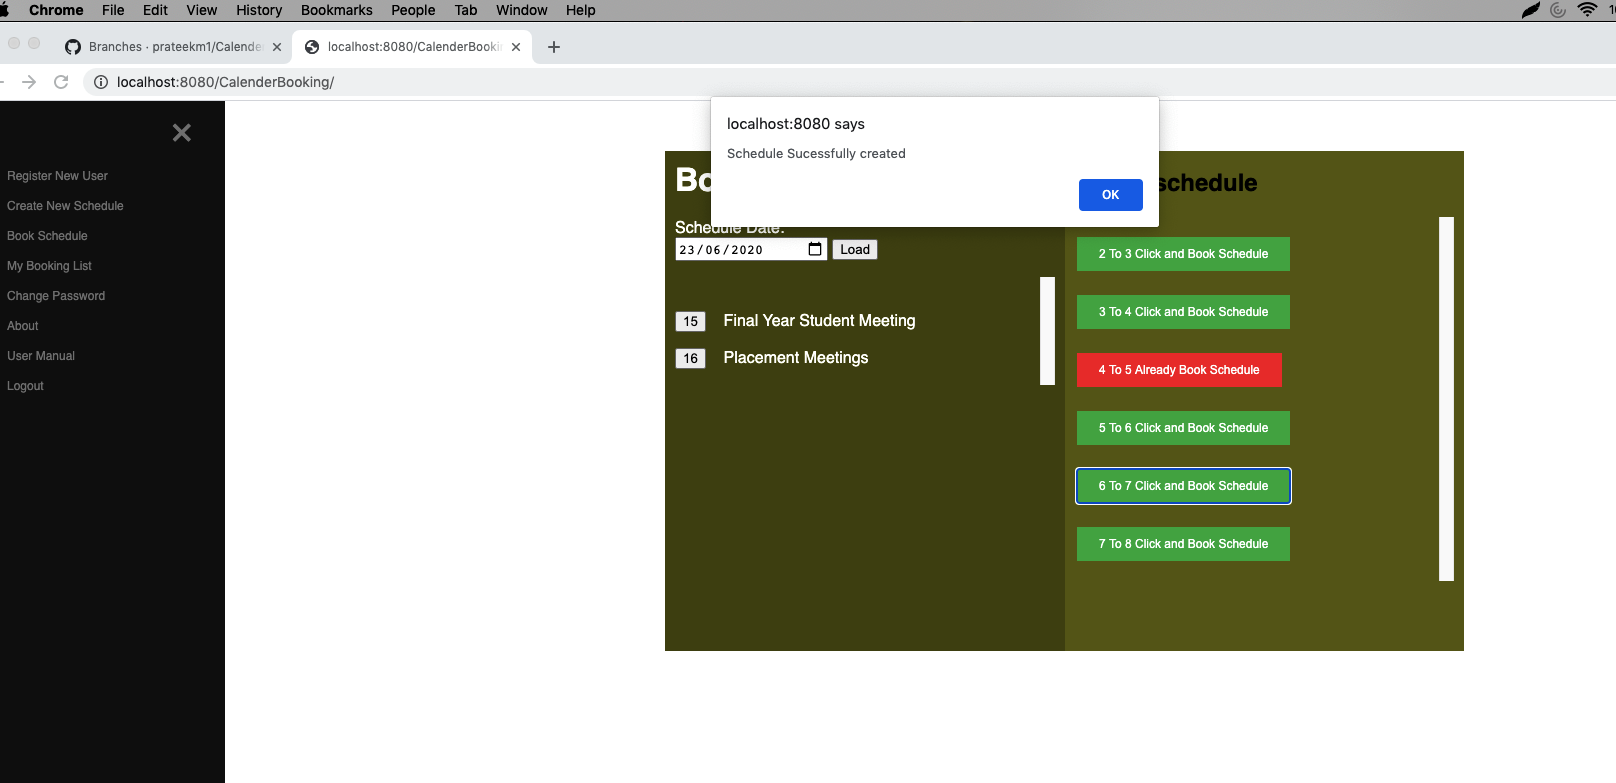 Chrome File Edit View History Bookmarks People Tab Window Help
Branches · prateekm1/Calende
localhost:8080/CalenderBooki
localhost:8080/CalenderBooking/
localhost:8080 says
Schedule Sucessfully created
OK
Register New User
Create New Schedule
Book Schedule
My Booking List
Change Password
About
User Manual
Logout
Schedule Date:
23/06/2020 Load
15 Final Year Student Meeting
16 Placement Meetings
schedule
2 To 3 Click and Book Schedule
3 To 4 Click and Book Schedule
4 To 5 Already Book Schedule
5 To 6 Click and Book Schedule
6 To 7 Click and Book Schedule
7 To 8 Click and Book Schedule